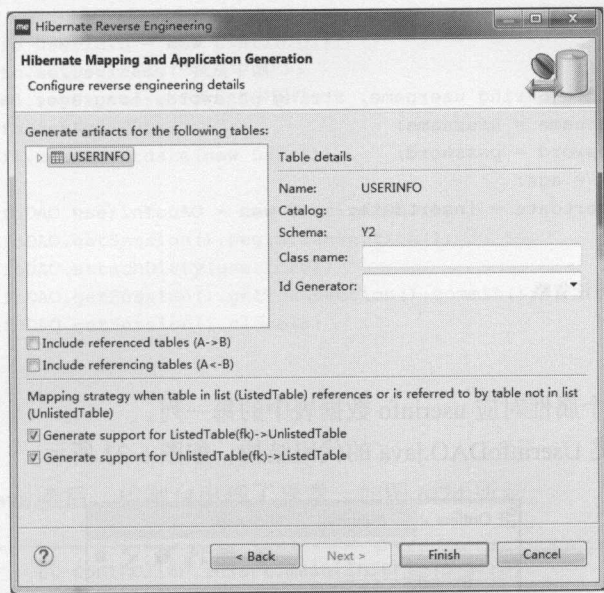 me Hibernate Reverse Engineering
Hibernate Mapping and Application Generation
Configure reverse engineering details
Generate artifacts for the following tables:
USERINFO
Table details
Name: USERINFO
Catalog:
Schema: Y2
Class name:
Id Generator:
Include referenced tables (A->B)
Include referencing tables (A<-B)
Mapping strategy when table in list (ListedTable) references or is referred to by table not in list
(UnlistedTable)
Generate support for ListedTable(fk)->UnlistedTable
Generate support for UnlistedTable(fk)->ListedTable
< Back
Next >
Finish
Cancel